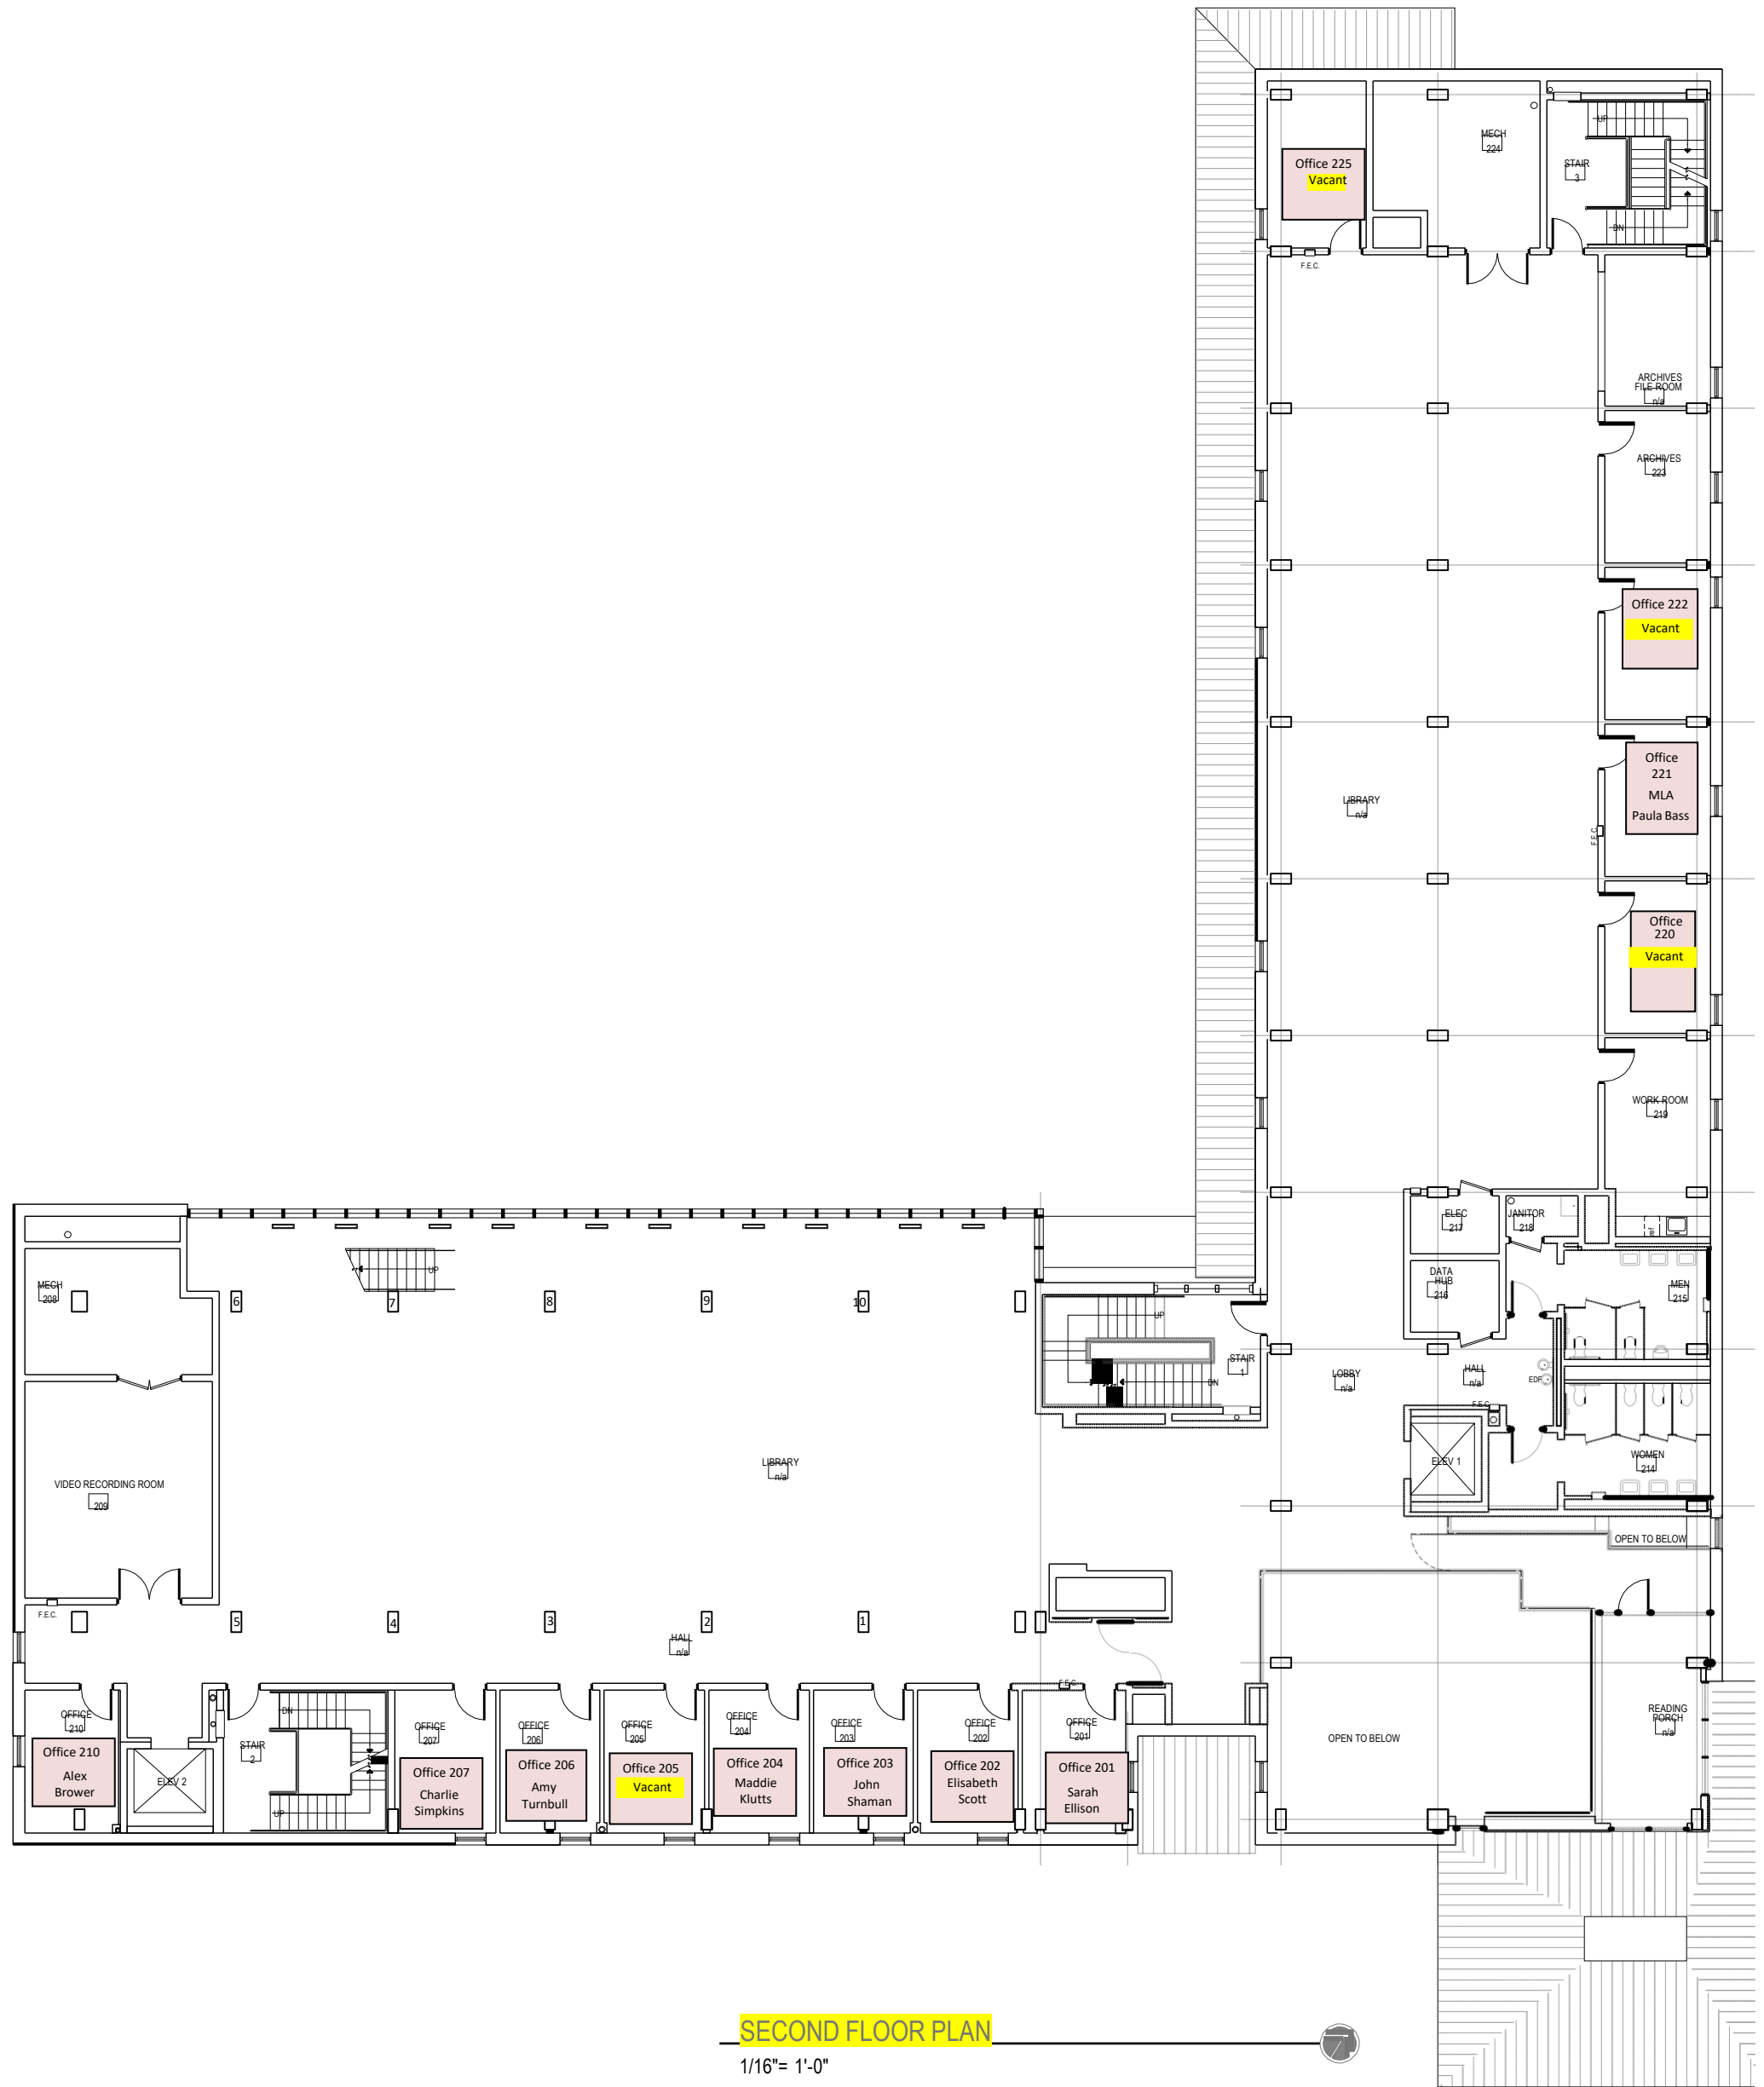 UP
MECH
224
Office 225
Vacant
STAIR
3
DN
F.E.C.
ARCHIVES
FILE ROOM
n/a
ARCHIVES
223
Office 222
Vacant
Office
221
MLA
Paula Bass
LIBRARY
n/a
F.E.C.
Office
220
Vacant
WORK ROOM
219
ELEC
217
JANITOR
218
ref
DATA
HUB
216
MEN
215
MECH
208
UP
6
7
8
9
10
UP
STAIR
1
DN
LOBBY
n/a
HALL
n/a
EDF
F.E.C.
ELEV 1
WOMEN
214
LIBRARY
n/a
VIDEO RECORDING ROOM
209
OPEN TO BELOW
F.E.C.
5
4
3
2
1
HALL
n/a
F.E.C.
OFFICE
210
DN
STAIR
2
UP
ELEV 2
OFFICE
207
OFFICE
206
OFFICE
205
OFFICE
204
OFFICE
203
OFFICE
202
OFFICE
201
READING
PORCH
n/a
OPEN TO BELOW
Office 210
Alex
Brower
Office 207
Charlie
Simpkins
Office 206
Amy
Turnbull
Office 205
Vacant
Office 204
Maddie
Klutts
Office 203
John
Shaman
Office 202
Elisabeth
Scott
Office 201
Sarah
Ellison
SECOND FLOOR PLAN
1/16"= 1'-0"